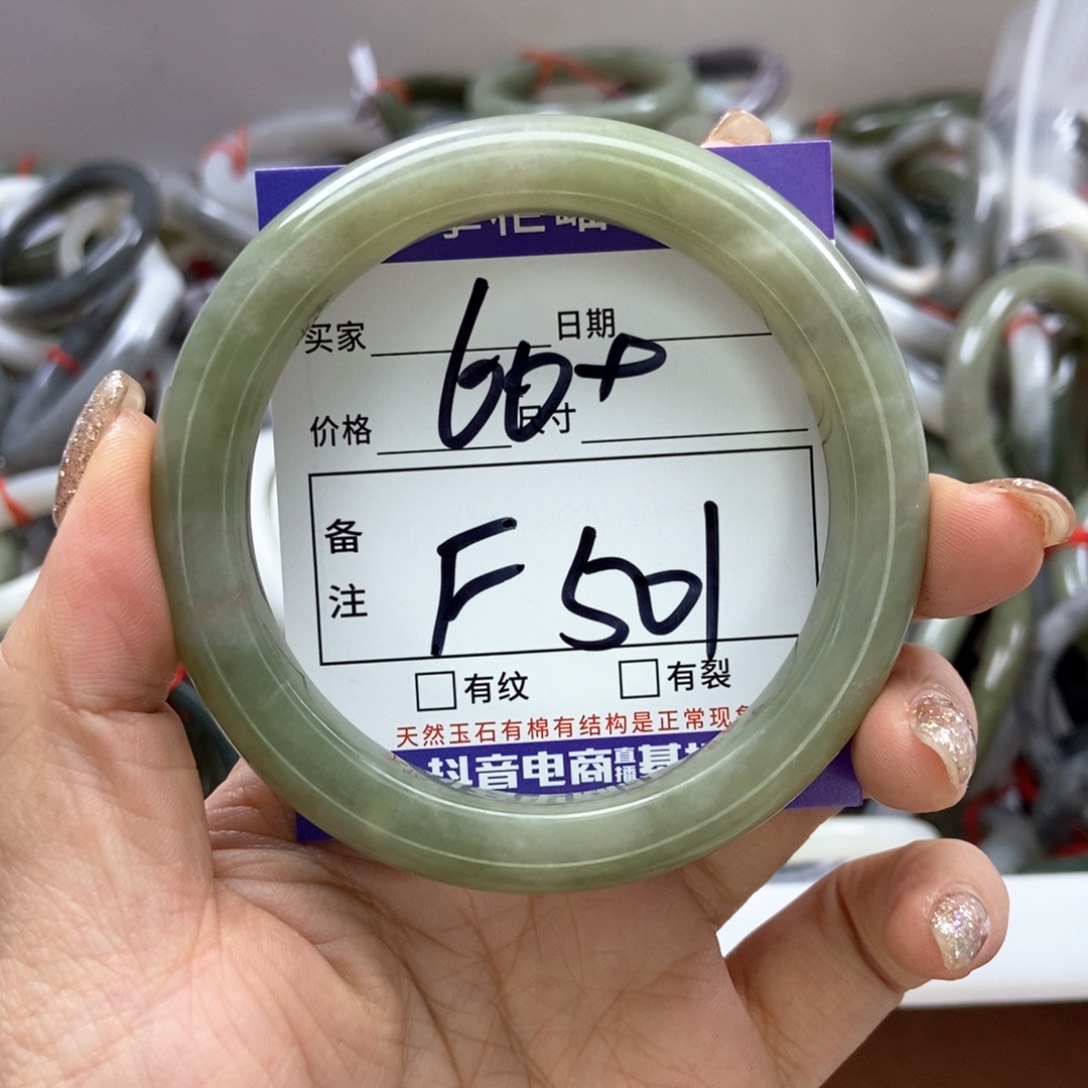 买家 日期
60+
价格 尺寸
备注
F501
有纹 有裂
天然玉石有棉有结构是正常现象
抖音电商直播基